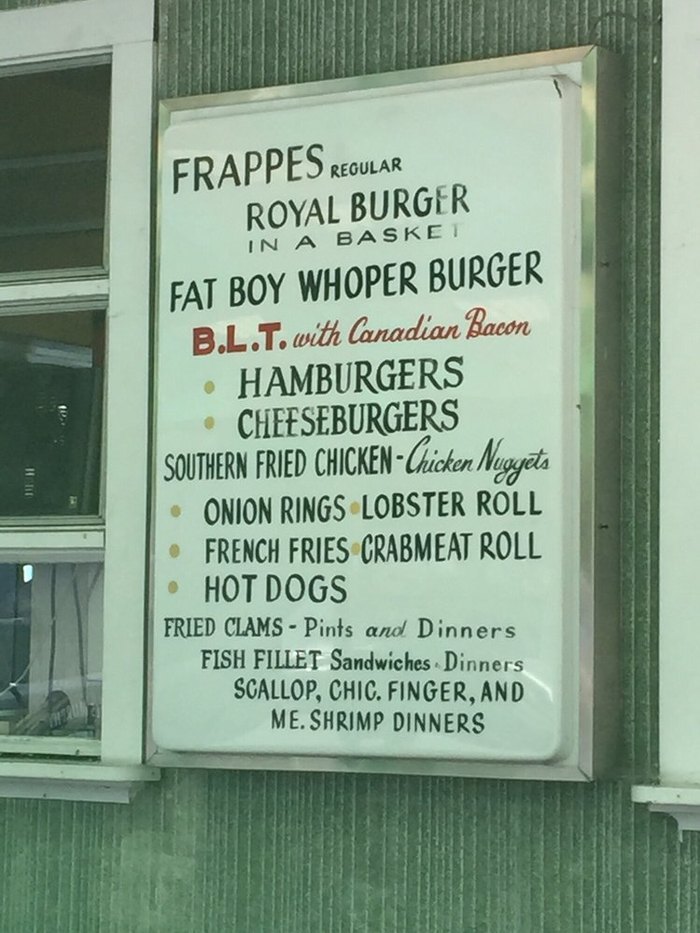 FRAPPES REGULAR
ROYAL BURGER
IN A BASKET
FAT BOY WHOPER BURGER
B.L.T. with Canadian Bacon
• HAMBURGERS
• CHEESEBURGERS
SOUTHERN FRIED CHICKEN - Chicken Nuggets
• ONION RINGS • LOBSTER ROLL
• FRENCH FRIES • CRABMEAT ROLL
• HOT DOGS
FRIED CLAMS - Pints and Dinners
FISH FILLET Sandwiches · Dinners
SCALLOP, CHIC. FINGER, AND
ME. SHRIMP DINNERS